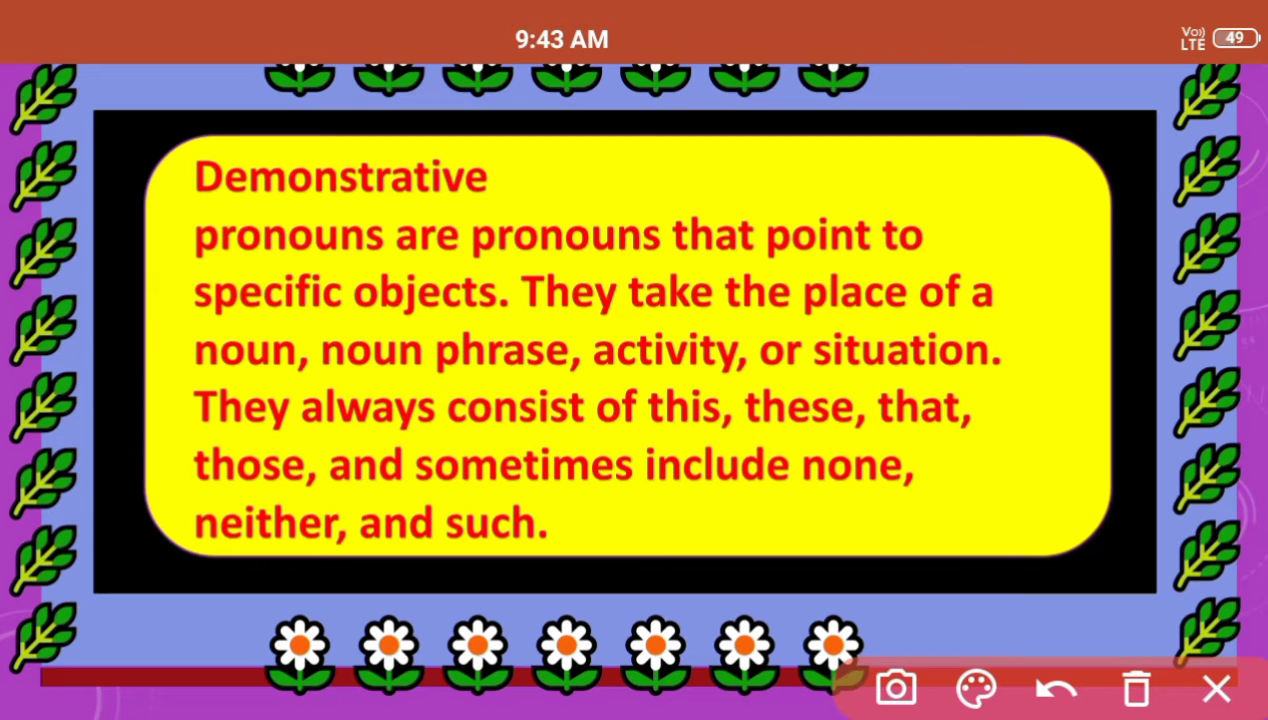 9:43 AM
Vo))
LTE
49
Demonstrative
pronouns are pronouns that point to
specific objects. They take the place of a
noun, noun phrase, activity, or situation.
They always consist of this, these, that,
those, and sometimes include none,
neither, and such.